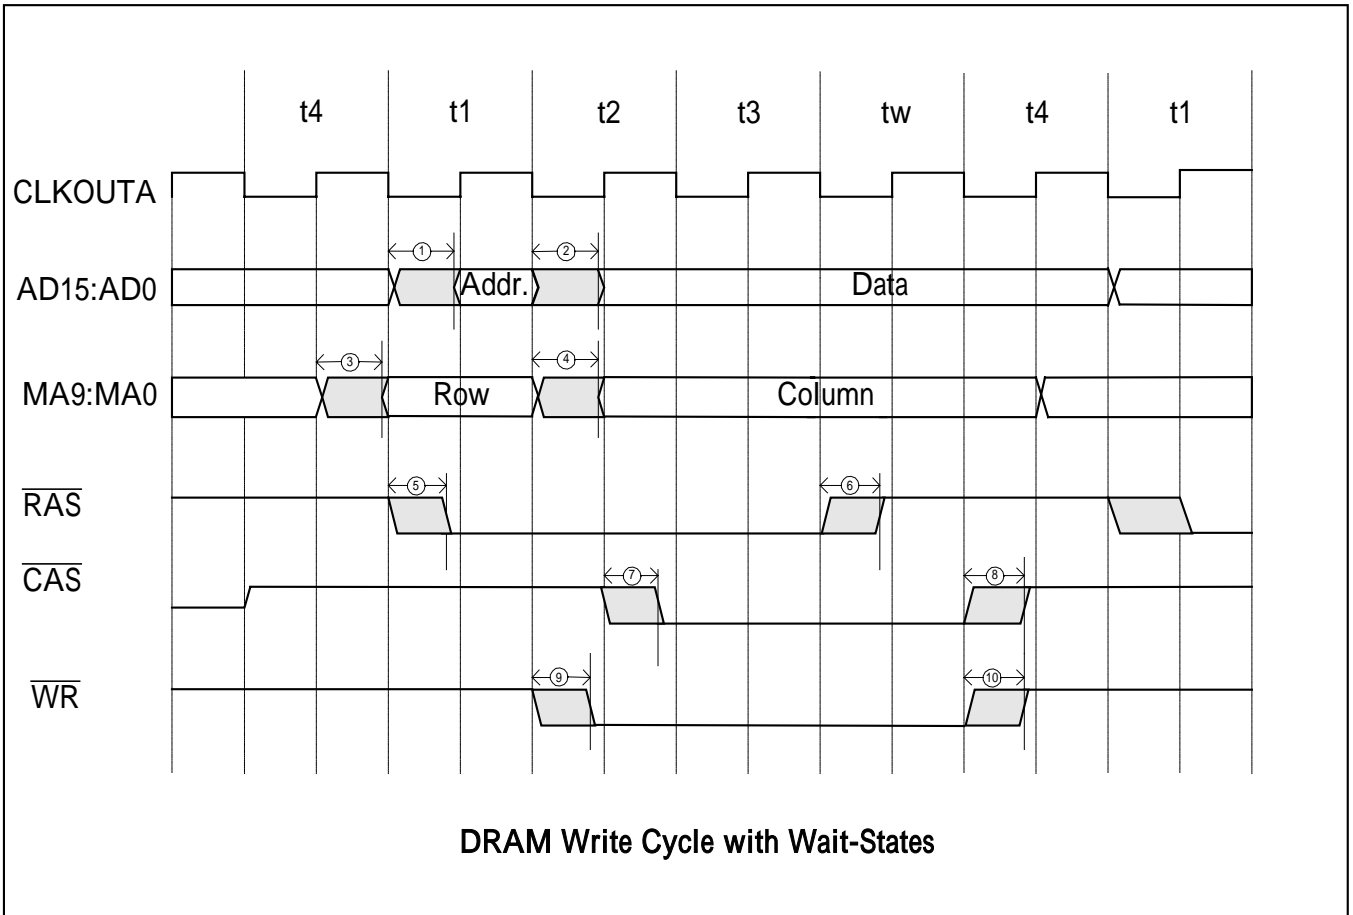 t4 t1 t2 t3 tw t4 t1
CLKOUTA
1 2
AD15:AD0 Addr. Data
3 4
MA9:MA0 Row Column
5 6
RAS
7 8
CAS
9 10
WR
DRAM Write Cycle with Wait-States